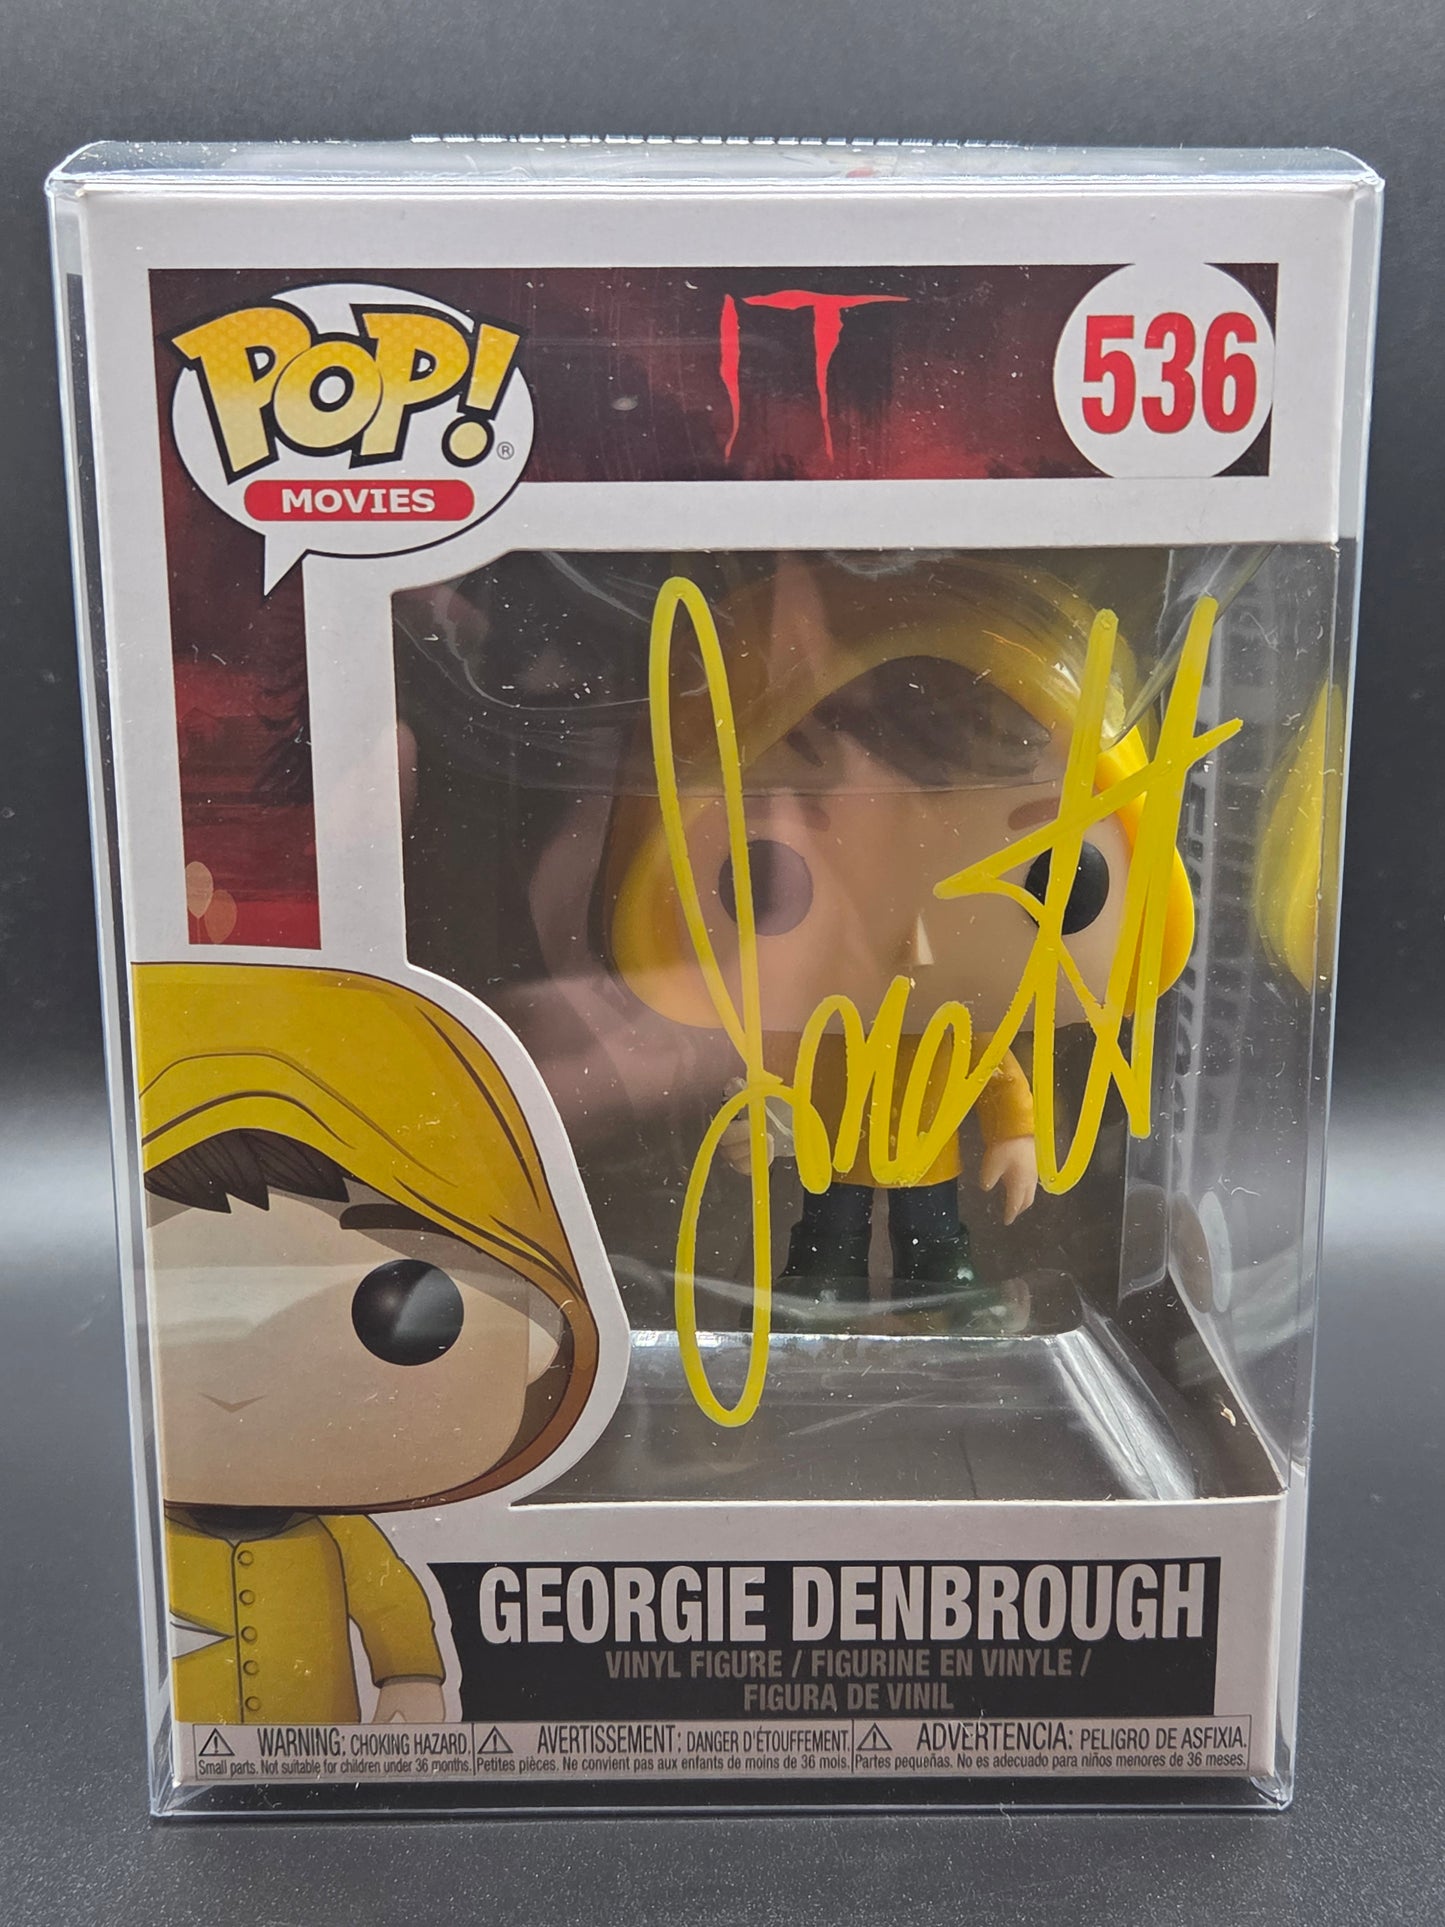 POP!®
MOVIES
IT
536
GEORGIE DENBROUGH
VINYL FIGURE / FIGURINE EN VINYLE /
FIGURA DE VINIL
WARNING: CHOKING HAZARD.
Small parts. Not suitable for children under 36 months.
AVERTISSEMENT: DANGER D'ÉTOUFFEMENT.
Petites pièces. Ne convient pas aux enfants de moins de 36 mois.
ADVERTENCIA: PELIGRO DE ASFIXIA.
Partes pequeñas. No es adecuado para niños menores de 36 meses.